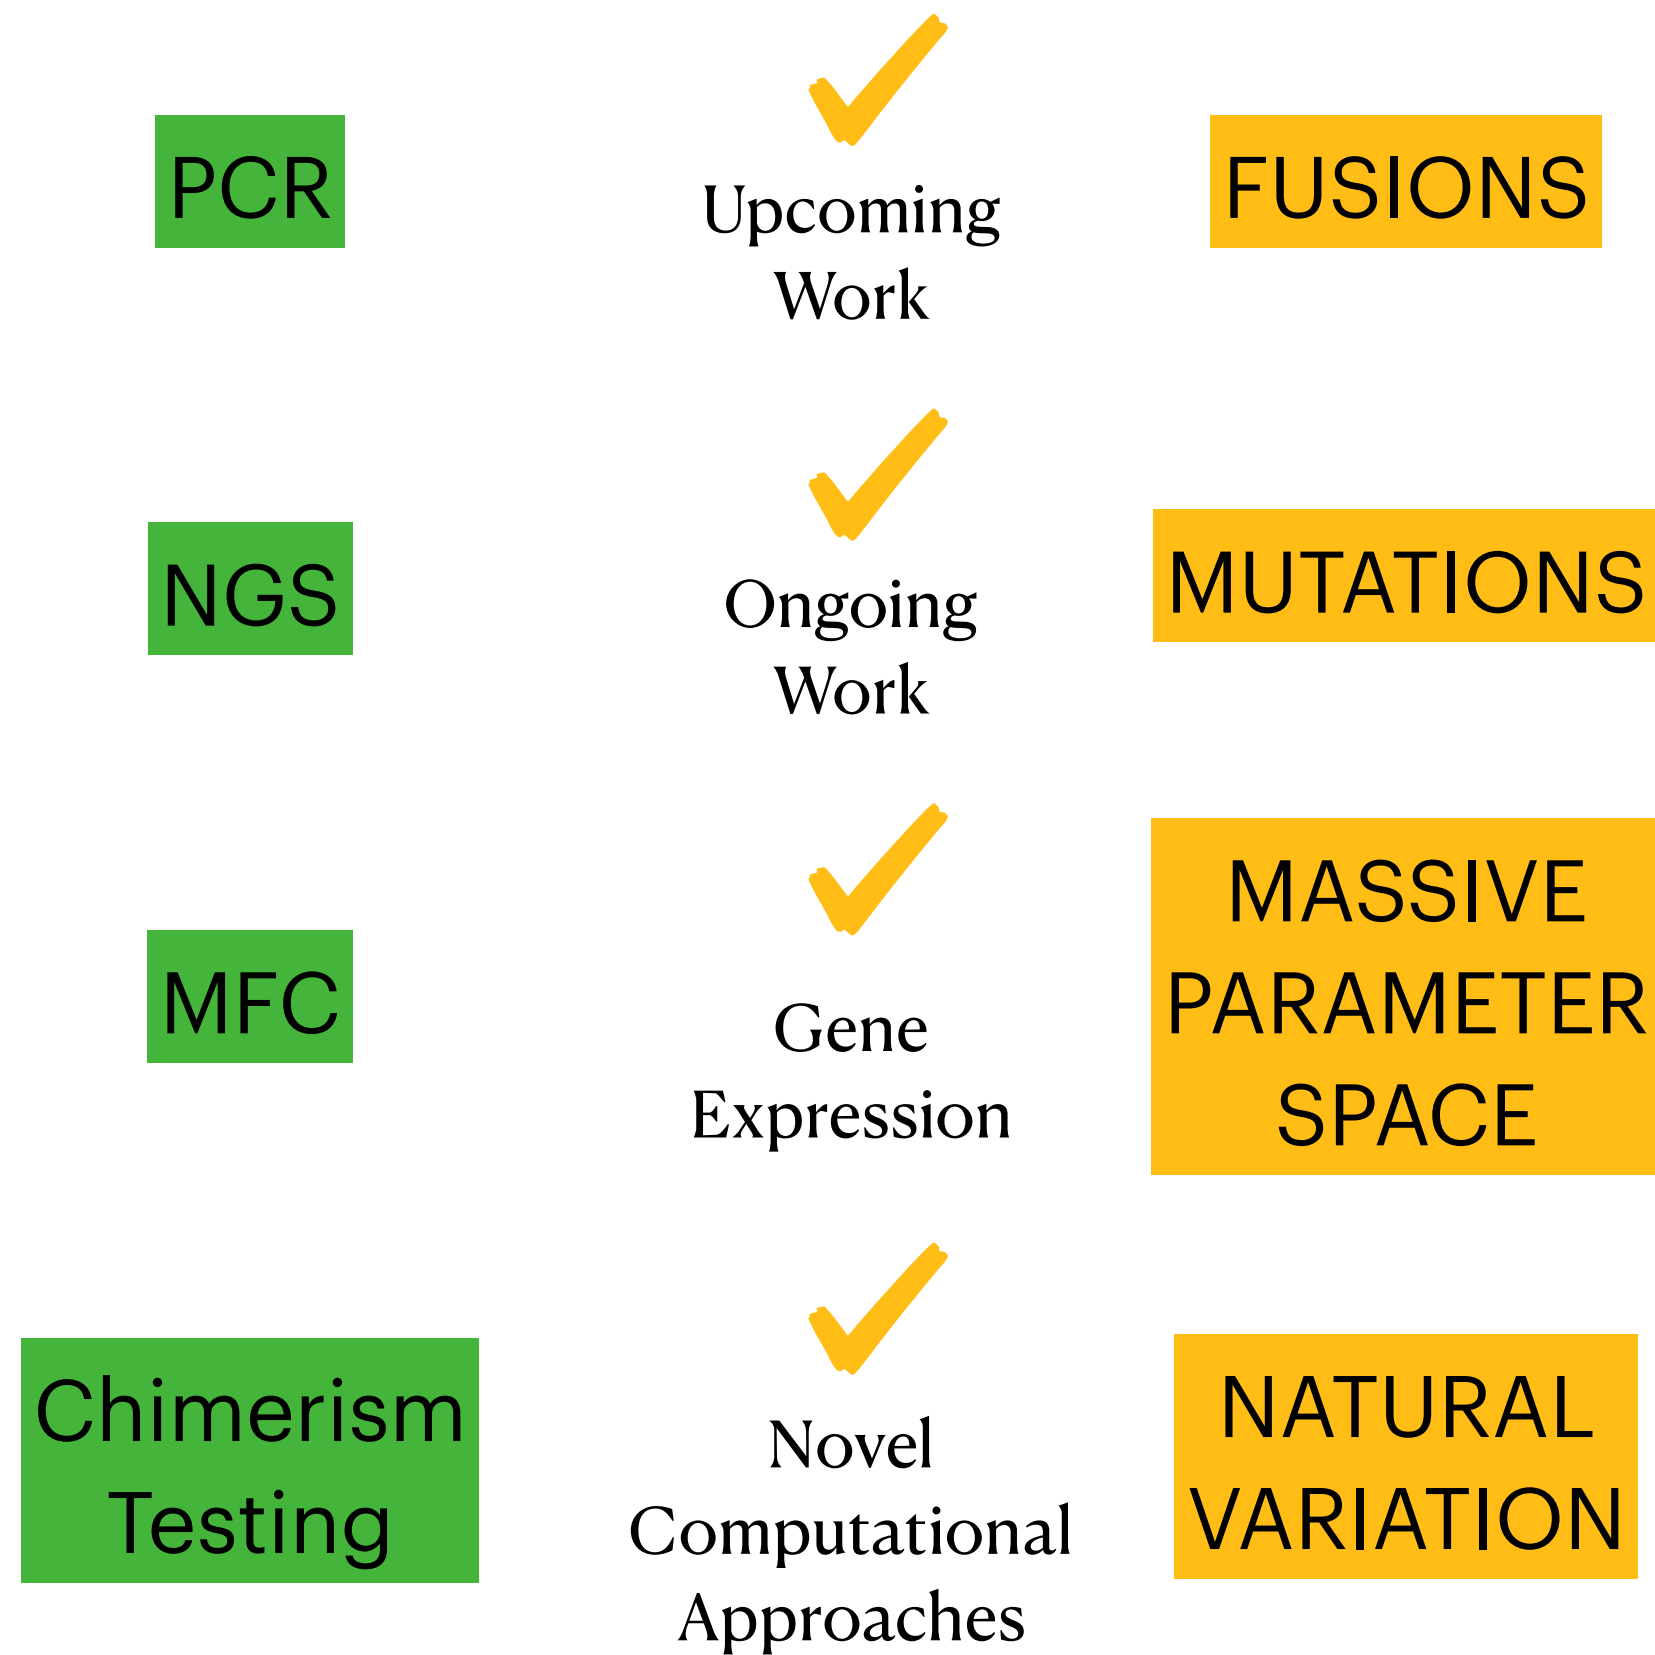 PCR
Upcoming
Work
FUSIONS
NGS
Ongoing
Work
MUTATIONS
MFC
Gene
Expression
MASSIVE
PARAMETER
SPACE
Chimerism
Testing
Novel
Computational
Approaches
NATURAL
VARIATION